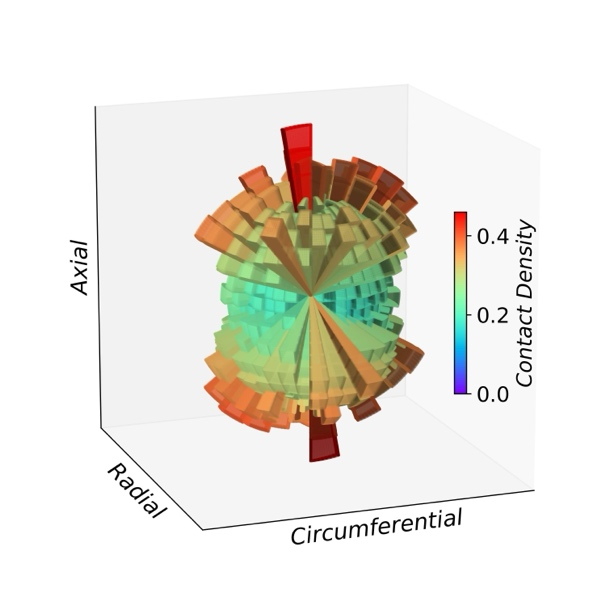 Axial
0.4
0.2
0.0
Contact Density
Radial
Circumferential